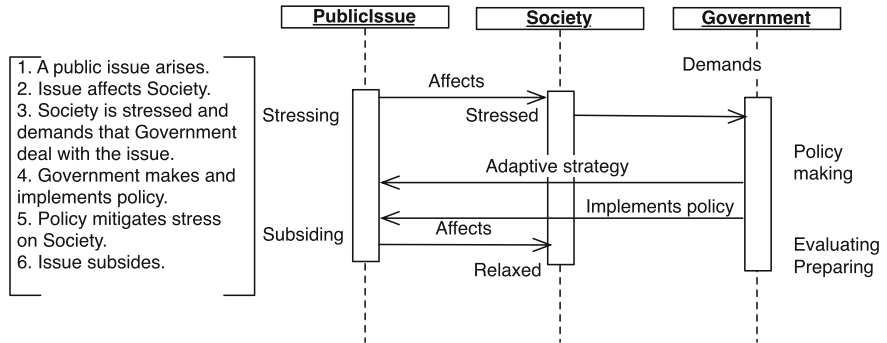 PublicIssue
Society
Government
1. A public issue arises.
2. Issue affects Society.
3. Society is stressed and
demands that Government
deal with the issue.
4. Government makes and
implements policy.
5. Policy mitigates stress
on Society.
6. Issue subsides.
Demands
Affects
Stressing
Stressed
Adaptive strategy
Policy
making
Implements policy
Subsiding
Affects
Relaxed
Evaluating
Preparing